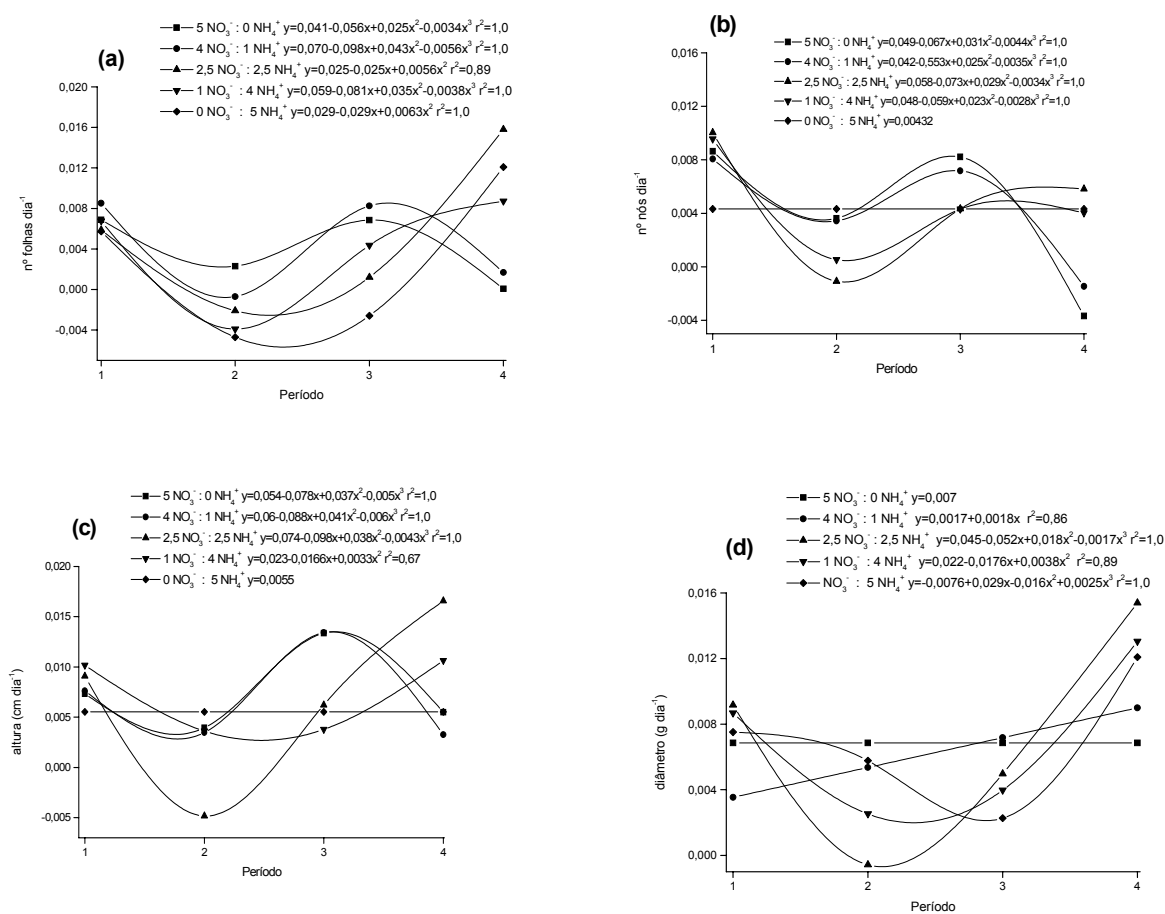 (a)
5 NO₃⁻ : 0 NH₄⁺ y=0,041-0,056x+0,025x²-0,0034x³ r²=1,0
4 NO₃⁻ : 1 NH₄⁺ y=0,070-0,098x+0,043x²-0,0056x³ r²=1,0
2,5 NO₃⁻ : 2,5 NH₄⁺ y=0,025-0,025x+0,0056x² r²=0,89
1 NO₃⁻ : 4 NH₄⁺ y=0,059-0,081x+0,035x²-0,0038x³ r²=1,0
0 NO₃⁻ : 5 NH₄⁺ y=0,029-0,029x+0,0063x² r²=1,0
0,020
0,016
0,012
0,008
0,004
0,000
-0,004
nº folhas dia⁻¹
1 2 3 4
Período
(b)
5 NO₃⁻ : 0 NH₄⁺ y=0,049-0,067x+0,031x²-0,0044x³ r²=1,0
4 NO₃⁻ : 1 NH₄⁺ y=0,042-0,553x+0,025x²-0,0035x³ r²=1,0
2,5 NO₃⁻ : 2,5 NH₄⁺ y=0,058-0,073x+0,029x²-0,0034x³ r²=1,0
1 NO₃⁻ : 4 NH₄⁺ y=0,048-0,059x+0,023x²-0,0028x³ r²=1,0
0 NO₃⁻ : 5 NH₄⁺ y=0,00432
0,016
0,012
0,008
0,004
0,000
-0,004
nº nós dia⁻¹
1 2 3 4
Período
(c)
5 NO₃⁻ : 0 NH₄⁺ y=0,054-0,078x+0,037x²-0,005x³ r²=1,0
4 NO₃⁻ : 1 NH₄⁺ y=0,06-0,088x+0,041x²-0,006x³ r²=1,0
2,5 NO₃⁻ : 2,5 NH₄⁺ y=0,074-0,098x+0,038x²-0,0043x³ r²=1,0
1 NO₃⁻ : 4 NH₄⁺ y=0,023-0,0166x+0,0033x² r²=0,67
0 NO₃⁻ : 5 NH₄⁺ y=0,0055
0,020
0,015
0,010
0,005
0,000
-0,005
altura (cm dia⁻¹)
1 2 3 4
Período
(d)
5 NO₃⁻ : 0 NH₄⁺ y=0,007
4 NO₃⁻ : 1 NH₄⁺ y=0,0017+0,0018x r²=0,86
2,5 NO₃⁻ : 2,5 NH₄⁺ y=0,045-0,052x+0,018x²-0,0017x³ r²=1,0
1 NO₃⁻ : 4 NH₄⁺ y=0,022-0,0176x+0,0038x² r²=0,89
NO₃⁻ : 5 NH₄⁺ y=-0,0076+0,029x-0,016x²+0,0025x³ r²=1,0
0,016
0,012
0,008
0,004
0,000
diâmetro (g dia⁻¹)
1 2 3 4
Período